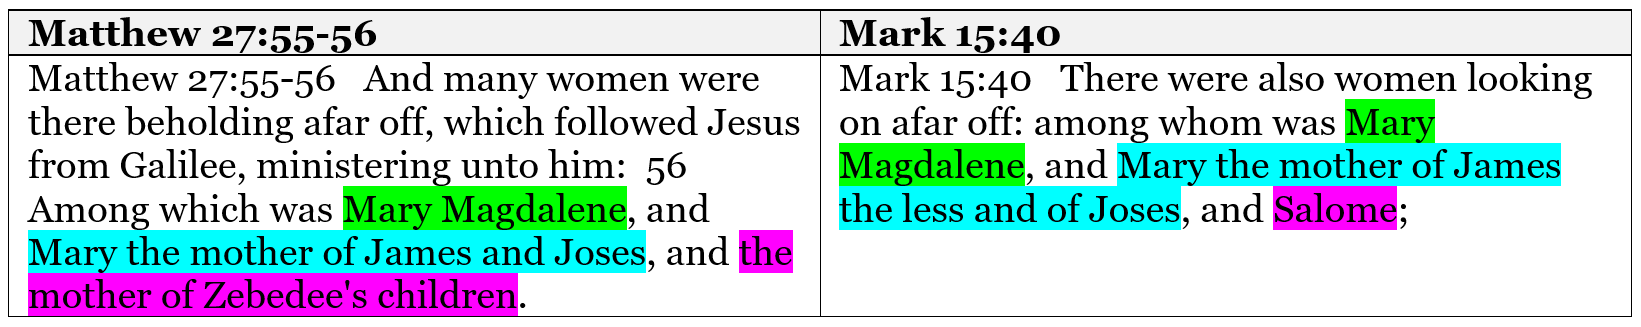 Matthew 27:55-56
Matthew 27:55-56 And many women were
there beholding afar off, which followed Jesus
from Galilee, ministering unto him: 56
Among which was Mary Magdalene, and
Mary the mother of James and Joses, and the
mother of Zebedee's children.
Mark 15:40
Mark 15:40 There were also women looking
on afar off: among whom was Mary
Magdalene, and Mary the mother of James
the less and of Joses, and Salome;